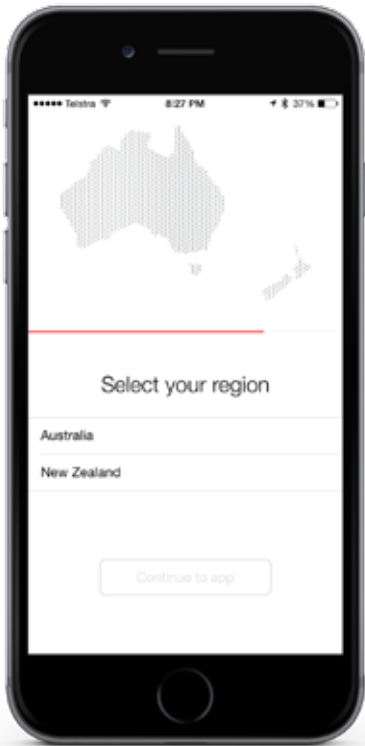 Telstra 8:27 PM 37%
Select your region
Australia
New Zealand
Continue to app